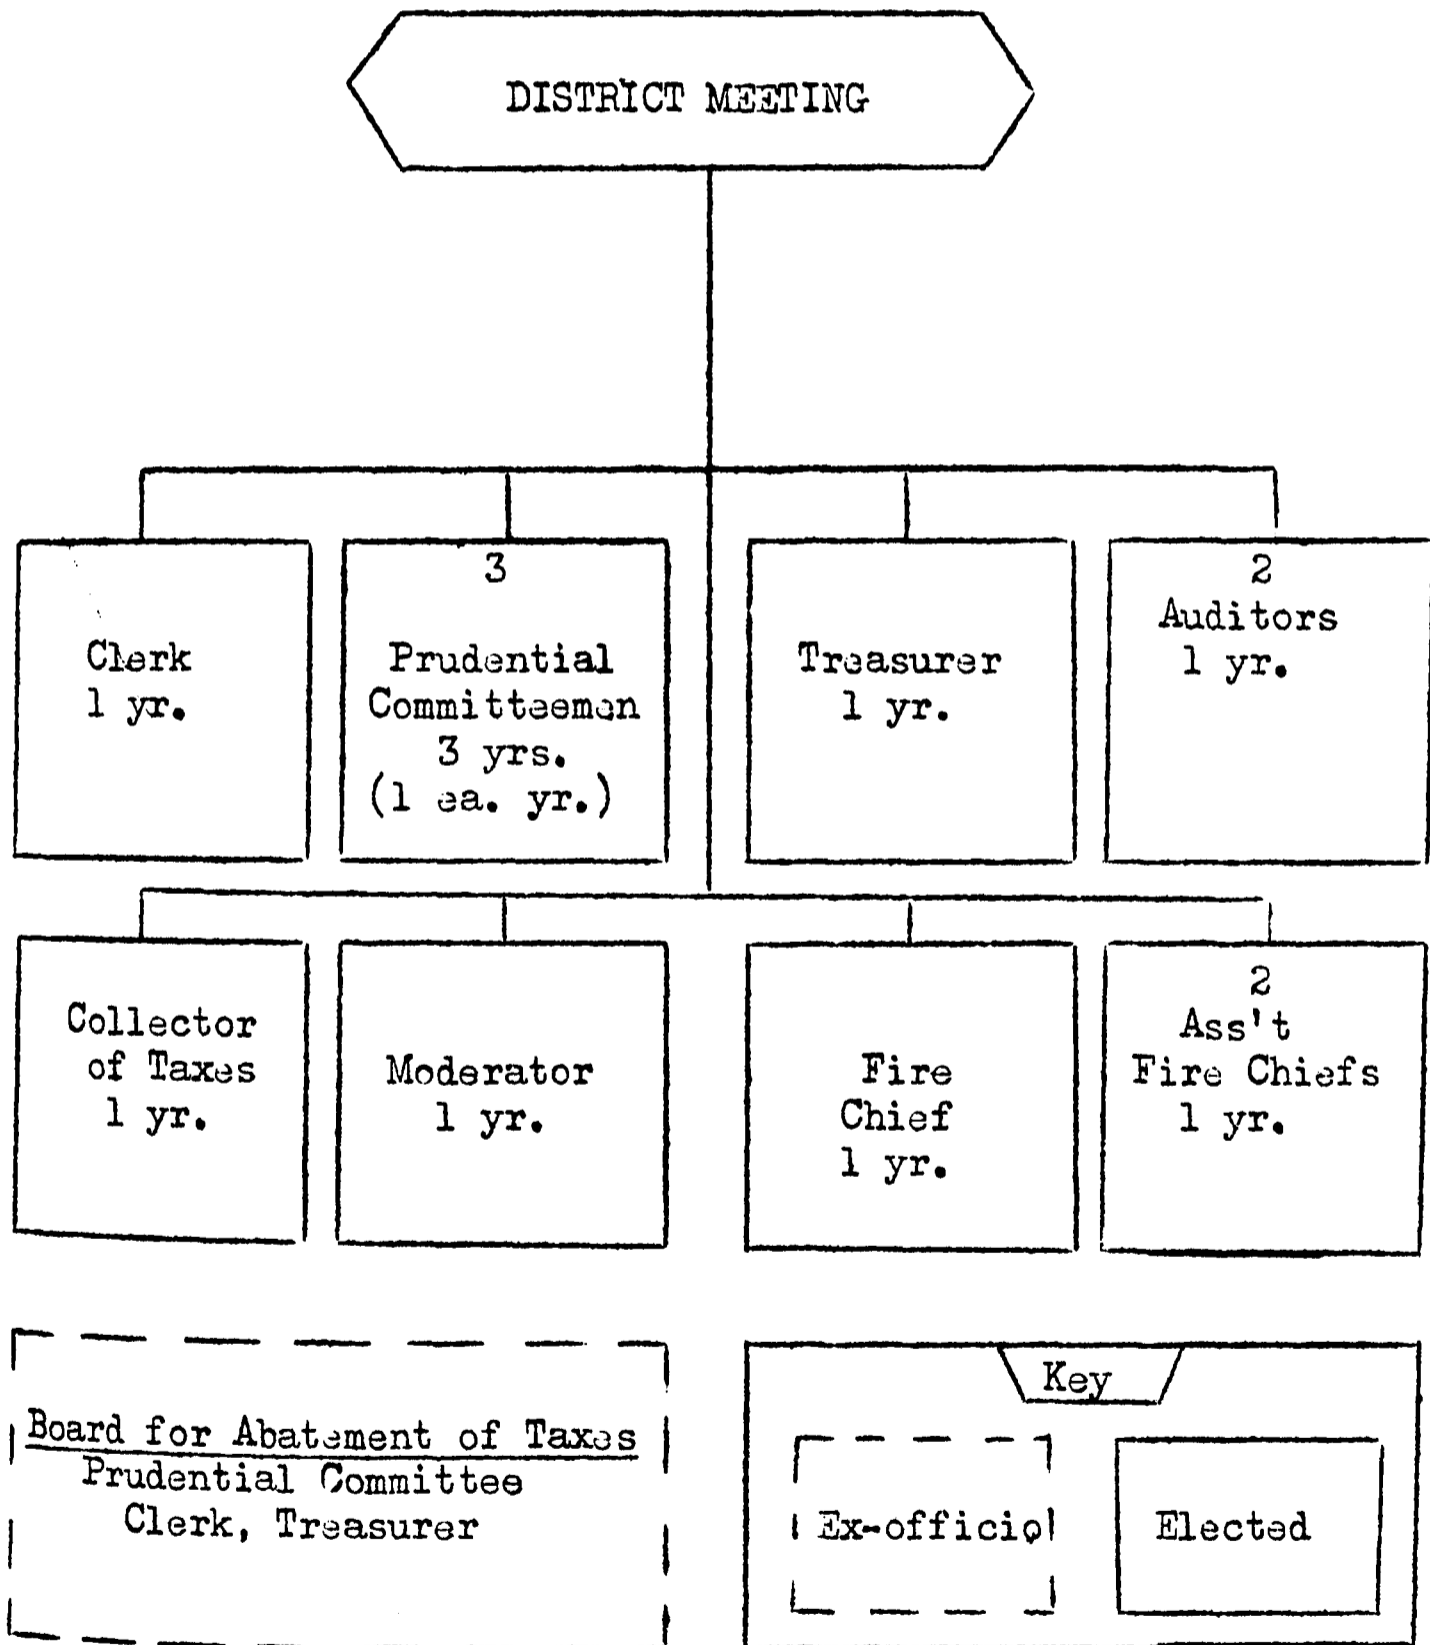 DISTRICT MEETING
Clerk
1 yr.
3
Prudential
Committeemen
3 yrs.
(1 ea. yr.)
Treasurer
1 yr.
2
Auditors
1 yr.
Collector
of Taxes
1 yr.
Moderator
1 yr.
Fire
Chief
1 yr.
2
Ass't
Fire Chiefs
1 yr.
Board for Abatement of Taxes
Prudential Committee
Clerk, Treasurer
Key
Ex-officio
Elected